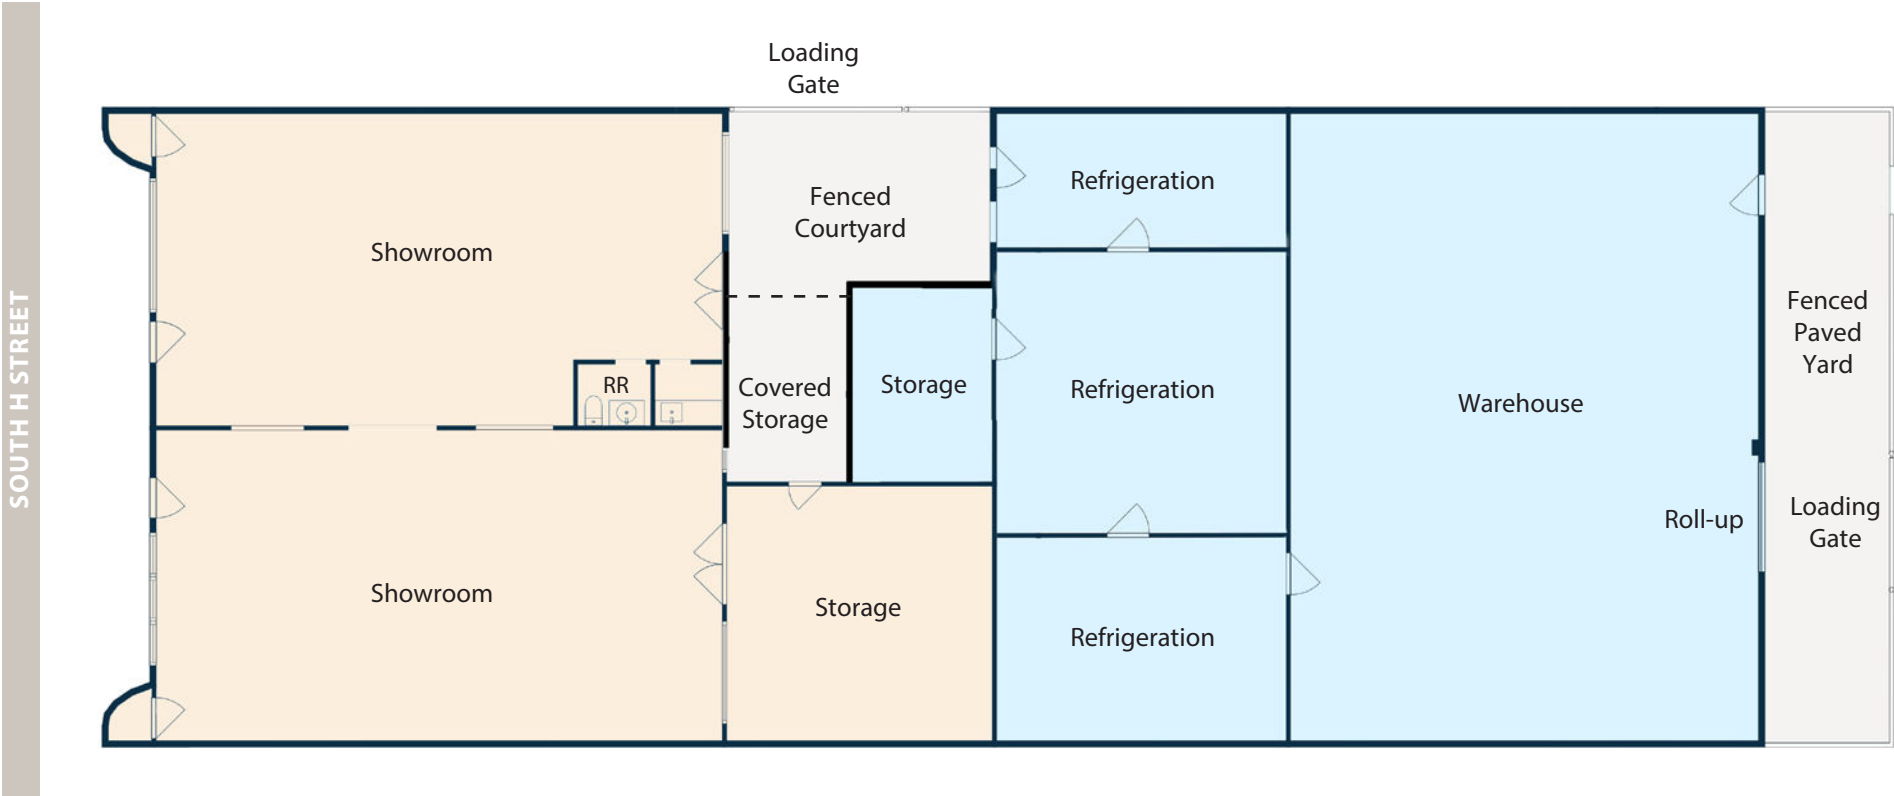 SOUTH H STREET
Loading
Gate
Showroom
Fenced
Courtyard
Refrigeration
Fenced
Paved
Yard
RR
Covered
Storage
Storage
Refrigeration
Warehouse
Roll-up
Loading
Gate
Showroom
Storage
Refrigeration